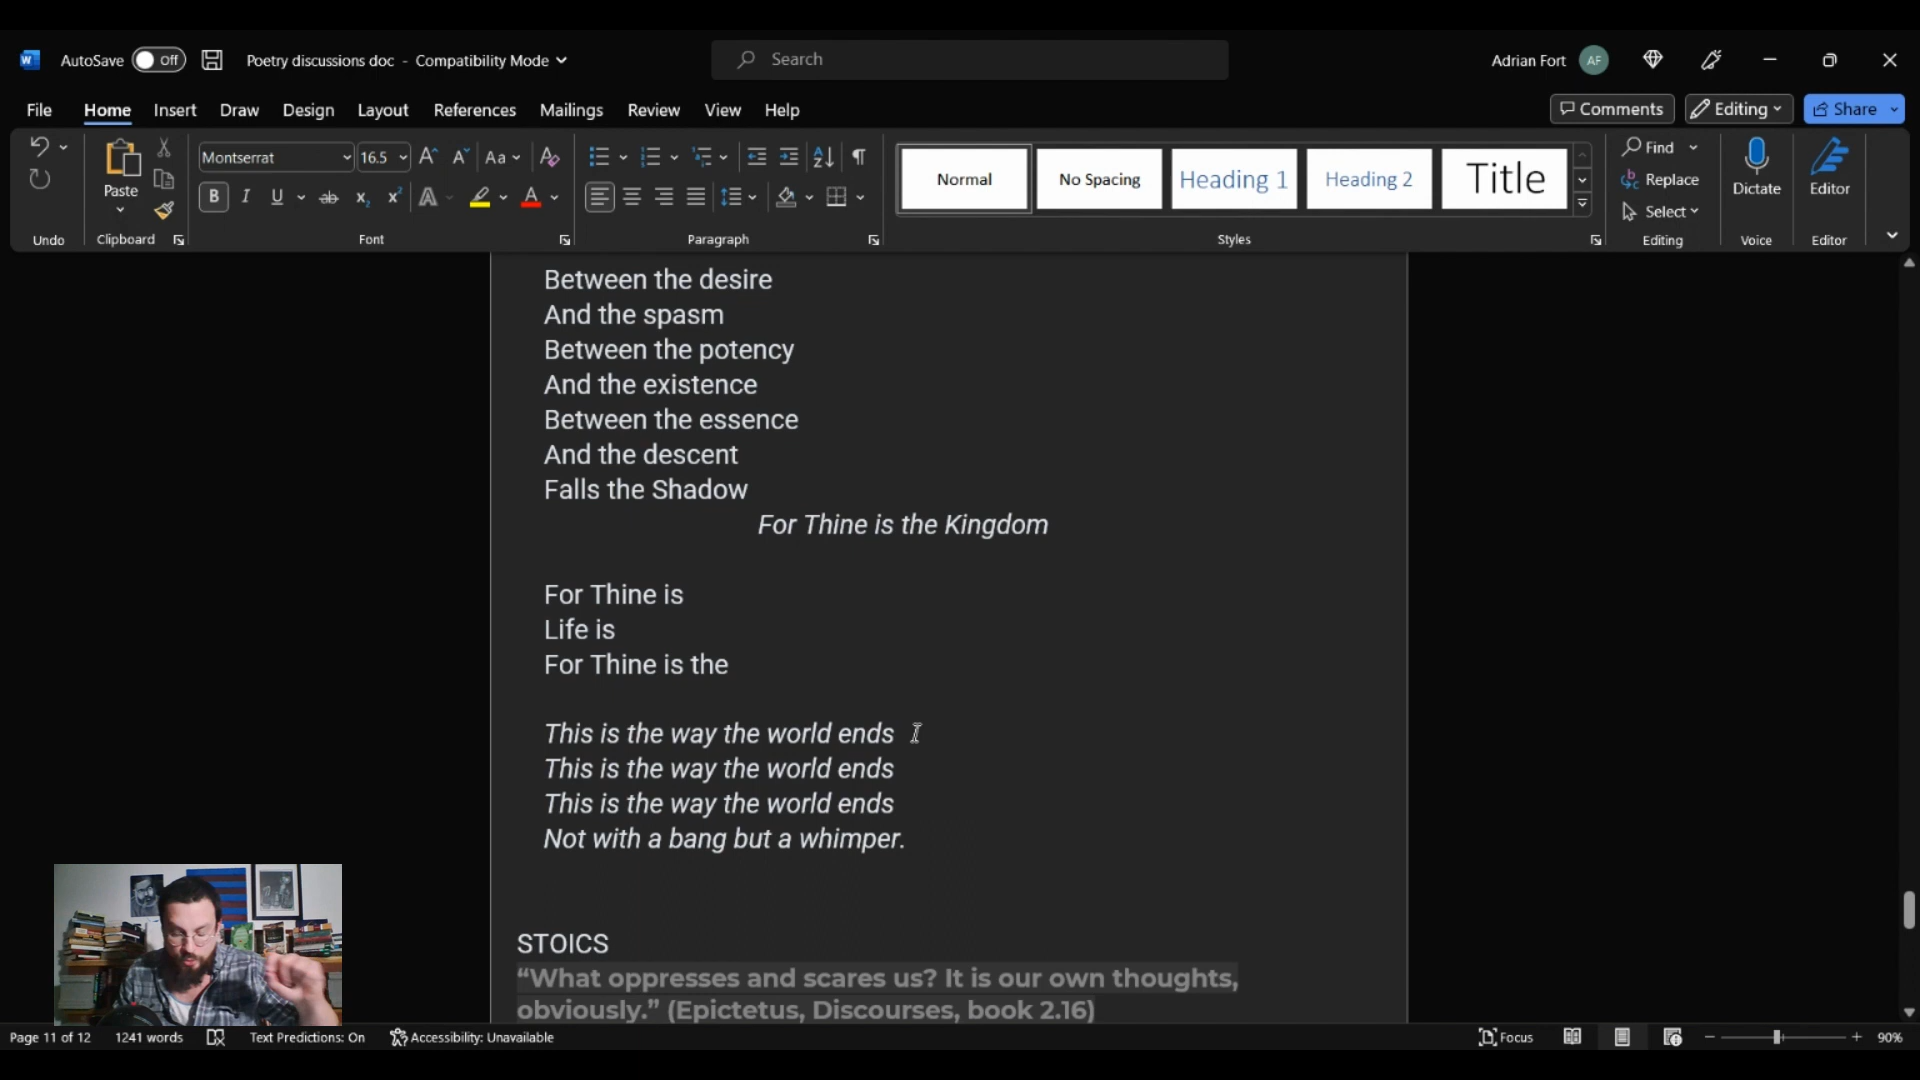 AutoSave Off Poetry discussions doc - Compatibility Mode Search Adrian Fort AF
File Home Insert Draw Design Layout References Mailings Review View Help Comments Editing Share
Paste Montserrat 16.5 Aa Normal No Spacing Heading 1 Heading 2 Title Find Replace Select Dictate Editor
Undo Clipboard Font Paragraph Styles Editing Voice Editor
Between the desire
And the spasm
Between the potency
And the existence
Between the essence
And the descent
Falls the Shadow
For Thine is the Kingdom
For Thine is
Life is
For Thine is the
This is the way the world ends
This is the way the world ends
This is the way the world ends
Not with a bang but a whimper.
STOICS
“What oppresses and scares us? It is our own thoughts,
obviously.” (Epictetus, Discourses, book 2.16)
Page 11 of 12 1241 words Text Predictions: On Accessibility: Unavailable Focus 90%